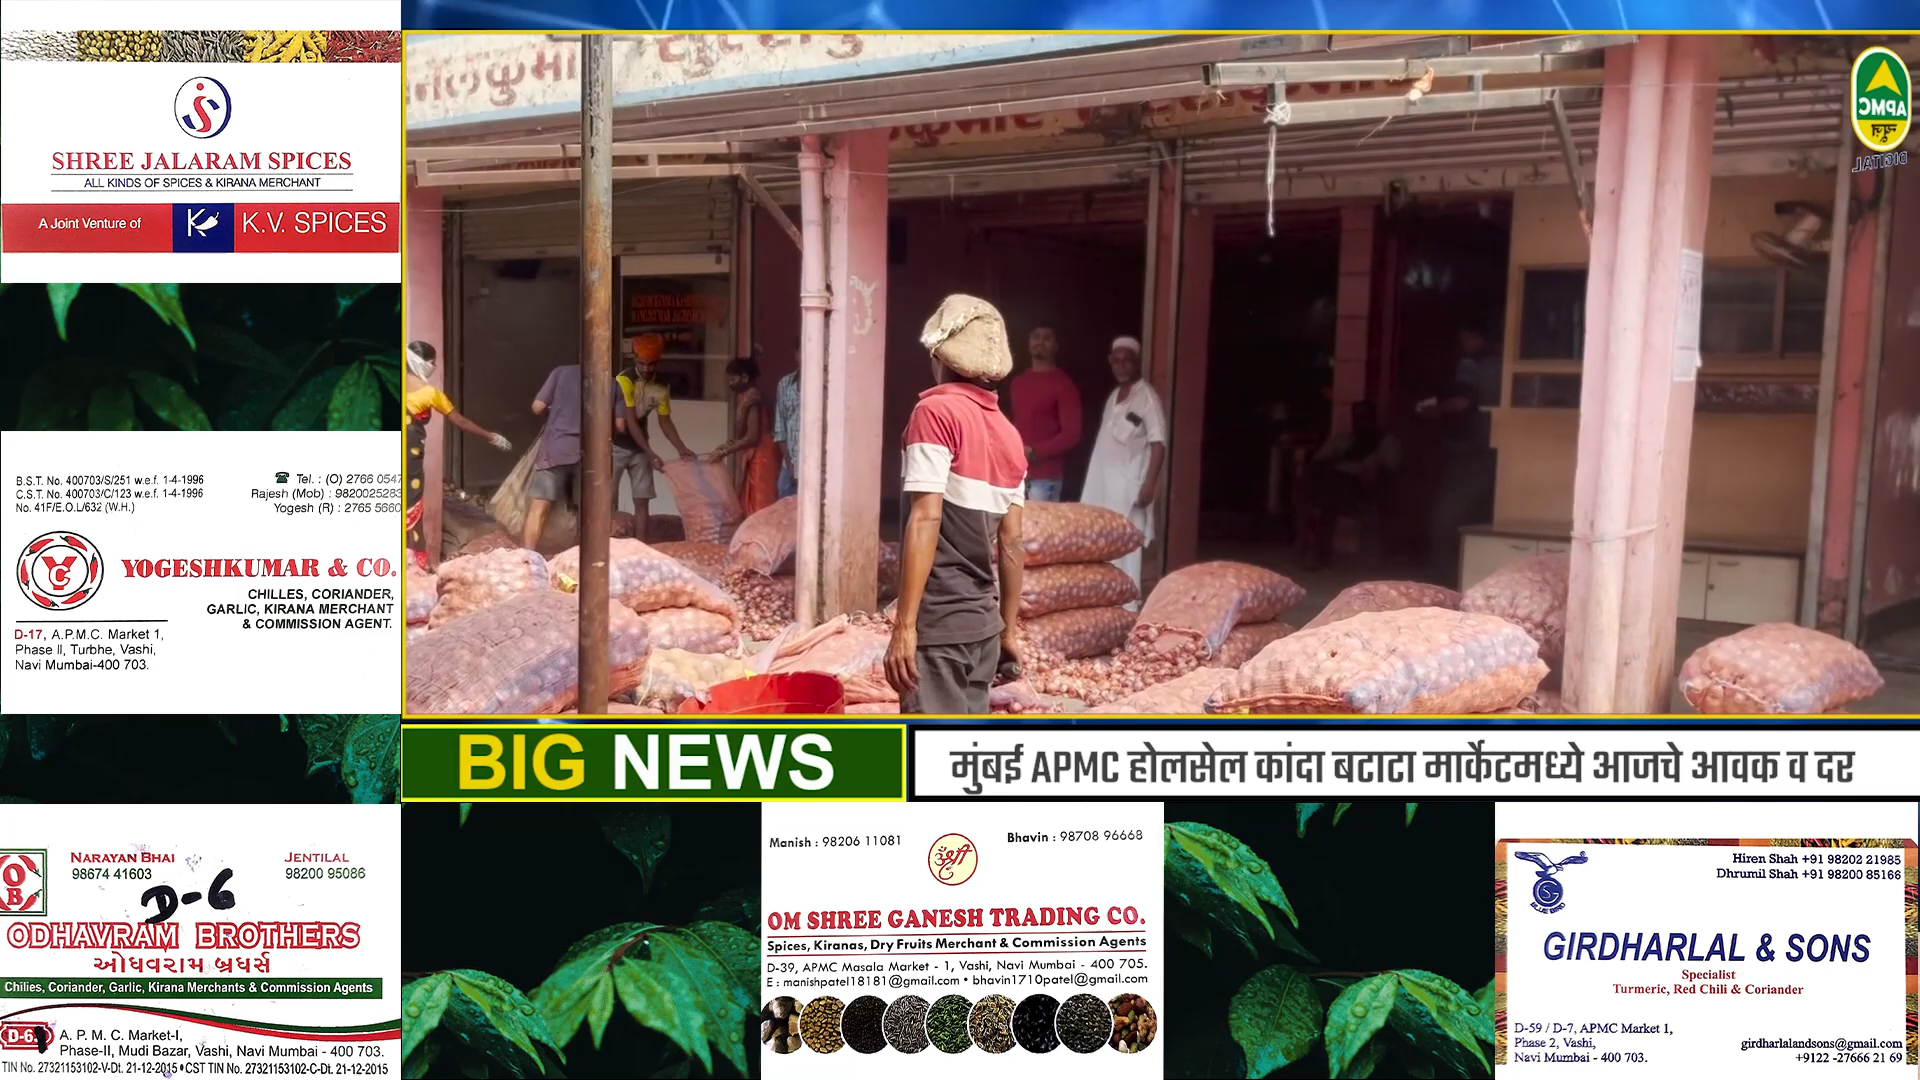 SHREE JALARAM SPICES
ALL KINDS OF SPICES & KIRANA MERCHANT
A Joint Venture of K.V. SPICES
APMC
न्यूज
DIGITAL
B.S.T. No. 400703/S/251 w.e.f. 1-4-1996
C.S.T. No. 400703/C/123 w.e.f. 1-4-1996
No. 41F/E.O.L/632 (W.H.)
Tel. : (O) 2766 0547
Rajesh (Mob) : 9820025283
Yogesh (R) : 2765 5660
YOGESHKUMAR & CO.
CHILLES, CORIANDER,
GARLIC, KIRANA MERCHANT
& COMMISSION AGENT.
D-17, A.P.M.C. Market 1,
Phase II, Turbhe, Vashi,
Navi Mumbai-400 703.
BIG NEWS
मुंबई APMC होलसेल कांदा बटाटा मार्केटमध्ये आजचे आवक व दर
OB
NARAYAN BHAI
98674 41603
JENTILAL
98200 95086
D-6
ODHAVRAM BROTHERS
ઓધવરામ બ્રધર્સ
Chilies, Coriander, Garlic, Kirana Merchants & Commission Agents
D-6
A. P. M. C. Market-I,
Phase-II, Mudi Bazar, Vashi, Navi Mumbai - 400 703.
TIN No. 27321153102-V-Dt. 21-12-2015 • CST TIN No. 27321153102-C-Dt. 21-12-2015
Manish : 98206 11081
Bhavin : 98708 96668
ॐ श्री
OM SHREE GANESH TRADING CO.
Spices, Kiranas, Dry Fruits Merchant & Commission Agents
D-39, APMC Masala Market - 1, Vashi, Navi Mumbai - 400 705.
E : manishpatel18181@gmail.com • bhavin1710patel@gmail.com
Hiren Shah +91 98202 21985
Dhrumil Shah +91 98200 85166
SG
BLUE BIRD
GIRDHARLAL & SONS
Specialist
Turmeric, Red Chili & Coriander
D-59 / D-7, APMC Market 1,
Phase 2, Vashi,
Navi Mumbai - 400 703.
girdharlalandsons@gmail.com
+9122 -27666 21 69